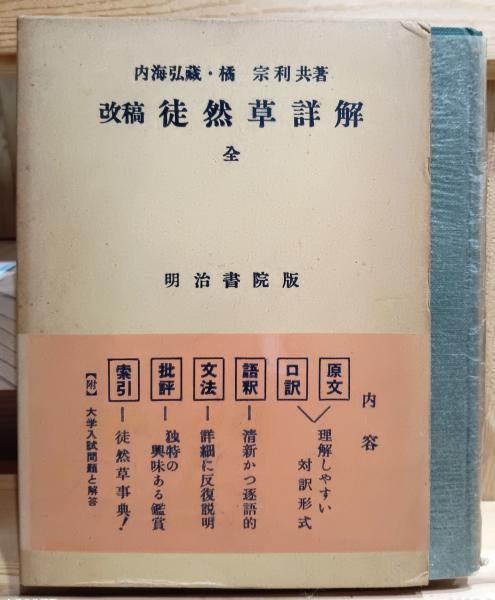 内海弘蔵・橘 宗利共著
改稿 徒然草詳解
全
明治書院版
内容
原文
口訳
理解しやすい
対訳形式
語釈
清新かつ逐語的
文法
詳細に反復説明
批評
独特の
興味ある鑑賞
索引
徒然草事典!
【附】大学入試問題と解答